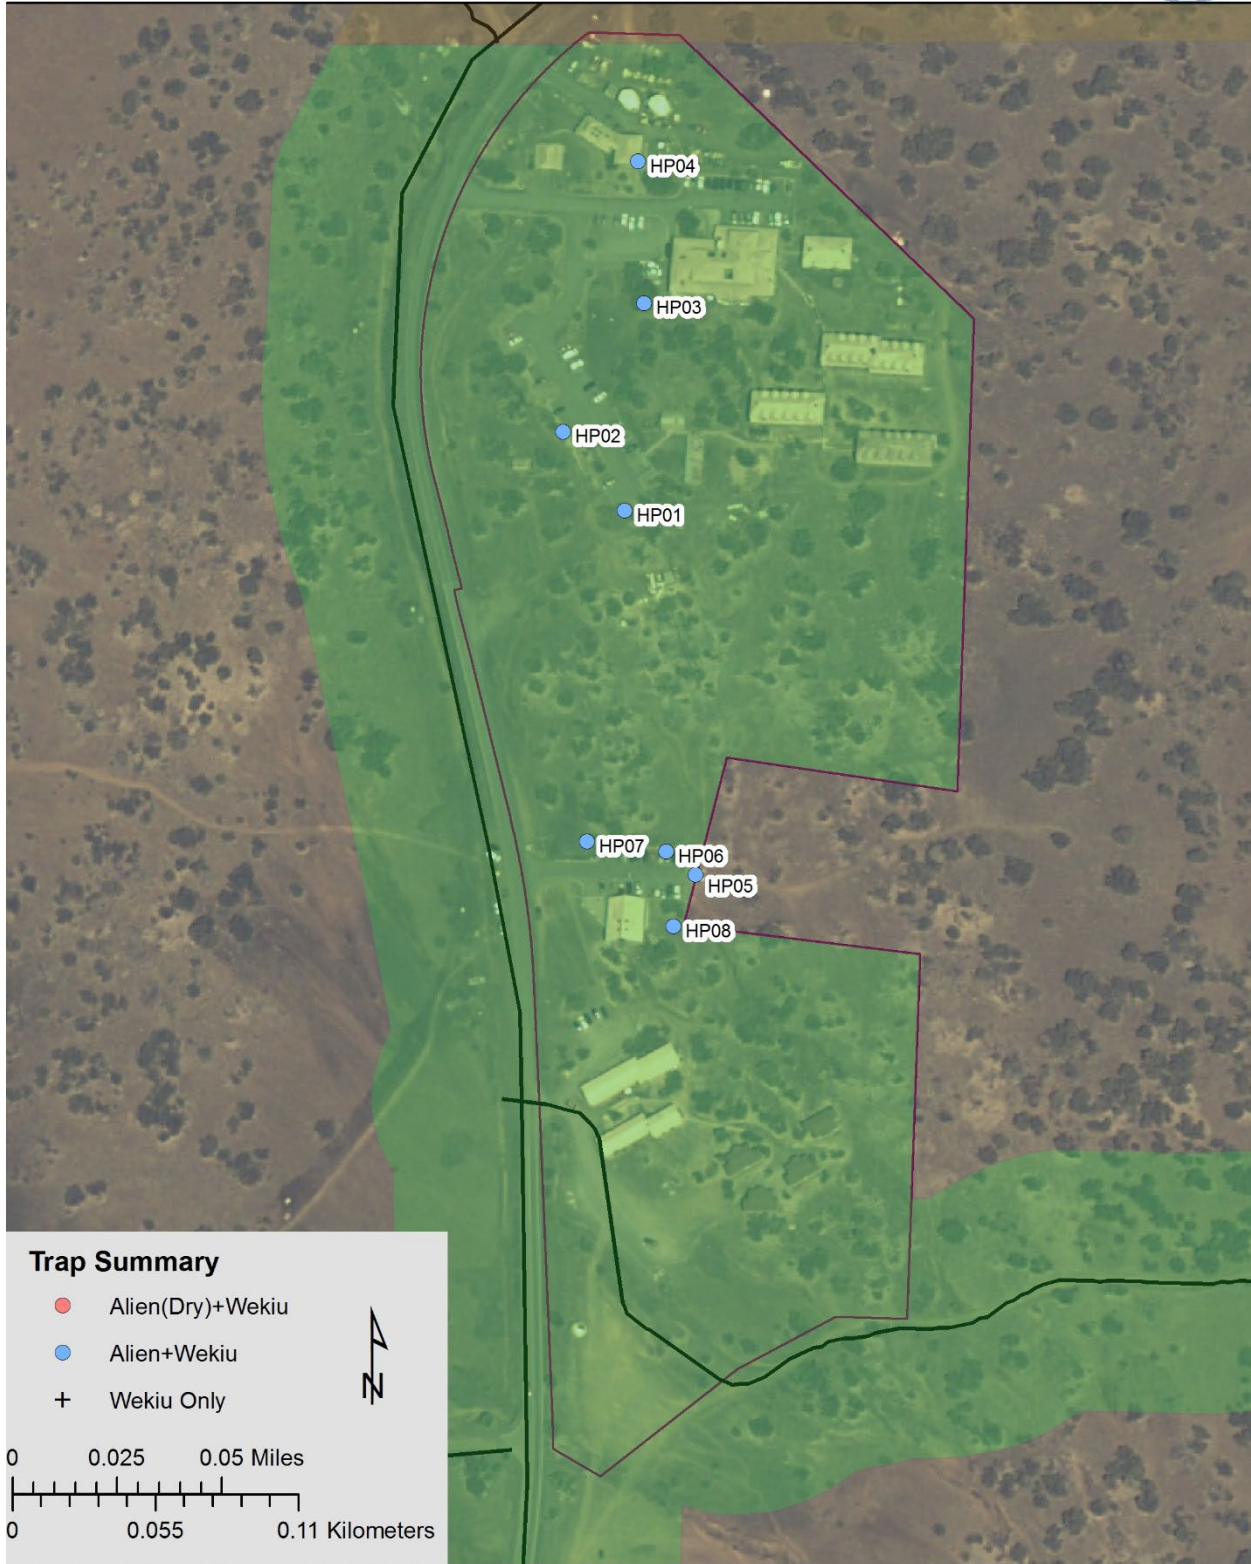 HP04
HP03
HP02
HP01
HP07
HP06
HP05
HP08
Trap Summary
Alien(Dry)+Wekiu
Alien+Wekiu
Wekiu Only
N
0 0.025 0.05 Miles
0 0.055 0.11 Kilometers